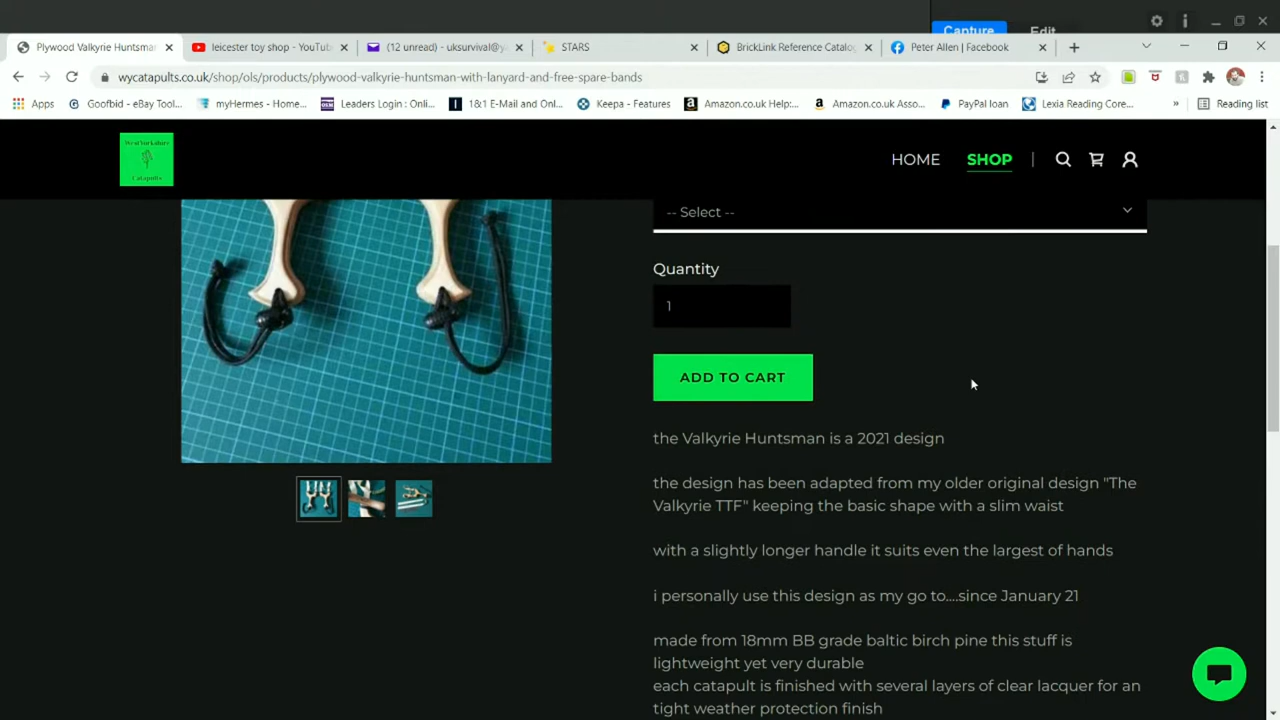 Capture
Edit
Plywood Valkyrie Huntsma
leicester toy shop - YouTub
(12 unread) - uksurvival@y
STARS
BrickLink Reference Catalog
Peter Allen | Facebook
wycatapults.co.uk/shop/ols/products/plywood-valkyrie-huntsman-with-lanyard-and-free-spare-bands
Apps
Goofbid - eBay Tool...
myHermes - Home...
Leaders Login : Onl...
1&1 E-Mail and Onl...
Keepa - Features
Amazon.co.uk Help:...
Amazon.co.uk Asso...
PayPal loan
Lexia Reading Core...
»
Reading list
West Yorkshire
Catapults
HOME
SHOP
-- Select --
Quantity
1
ADD TO CART
the Valkyrie Huntsman is a 2021 design
the design has been adapted from my older original design "The
Valkyrie TTF" keeping the basic shape with a slim waist
with a slightly longer handle it suits even the largest of hands
i personally use this design as my go to....since January 21
made from 18mm BB grade baltic birch pine this stuff is
lightweight yet very durable
each catapult is finished with several layers of clear lacquer for an
tight weather protection finish